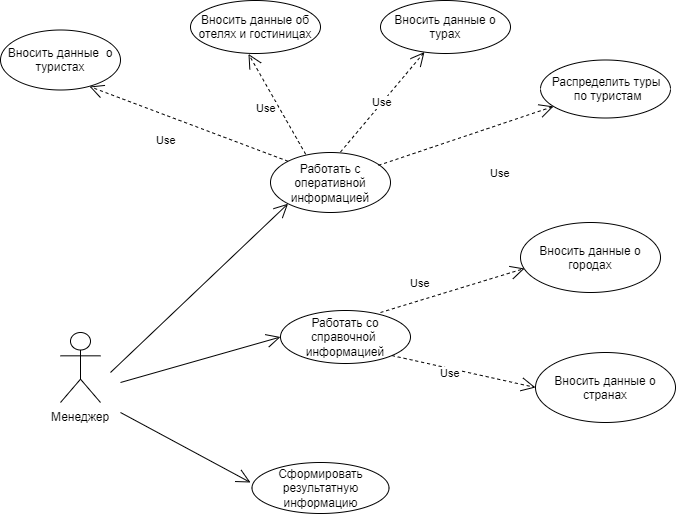 Вносить данные об
отелях и гостиницах
Вносить данные о
турах
Вносить данные о
туристах
Распределить туры
по туристам
Use
Use
Use
Use
Работать с
оперативной
информацией
Вносить данные о
городах
Use
Работать со
справочной
информацией
Use
Вносить данные о
странах
Менеджер
Сформировать
результатную
информацию